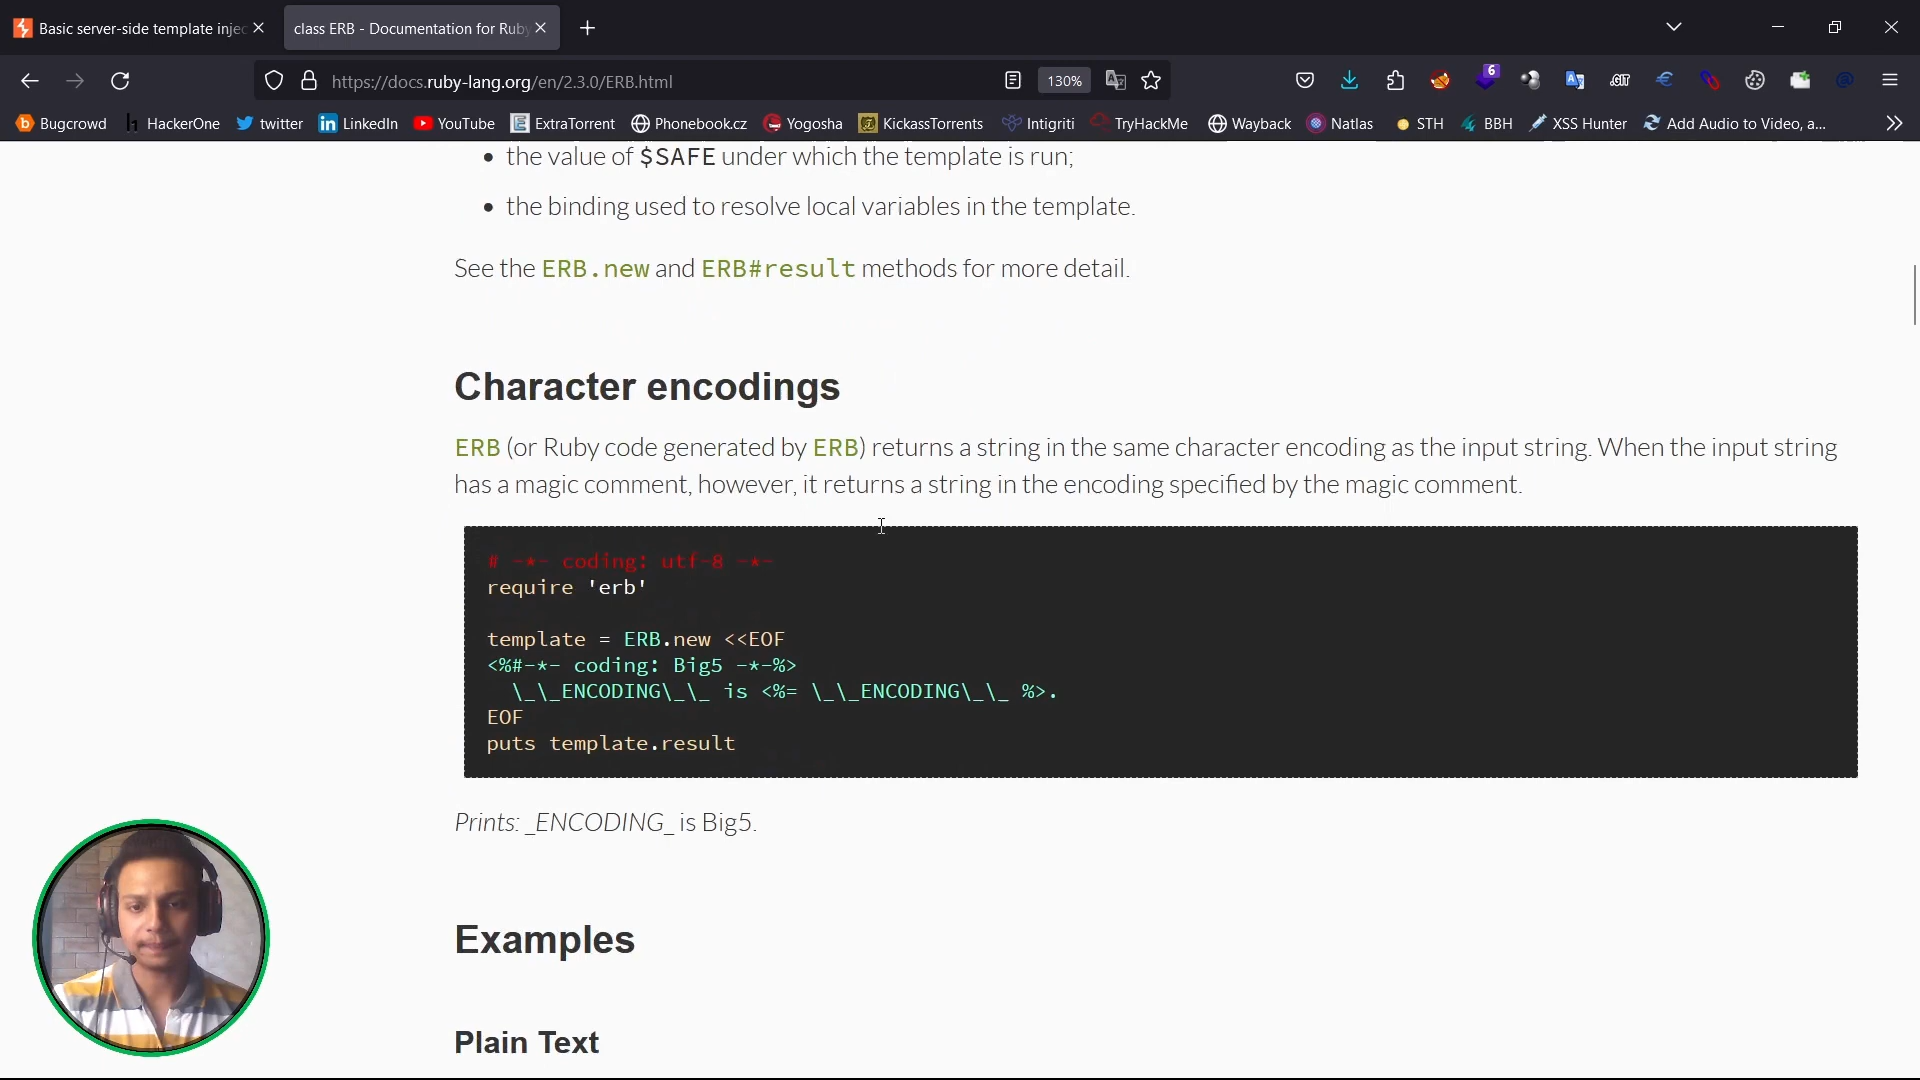 Basic server-side template injec
class ERB - Documentation for Ruby
https://docs.ruby-lang.org/en/2.3.0/ERB.html
130%
6
.GIT
Bugcrowd
h1 HackerOne
twitter
LinkedIn
YouTube
ExtraTorrent
Phonebook.cz
Yogosha
KickassTorrents
Intigriti
TryHackMe
Wayback
Natlas
STH
BBH
XSS Hunter
Add Audio to Video, a...
• the value of $SAFE under which the template is run;
• the binding used to resolve local variables in the template.
See the ERB.new and ERB#result methods for more detail.
Character encodings
ERB (or Ruby code generated by ERB) returns a string in the same character encoding as the input string. When the input string
has a magic comment, however, it returns a string in the encoding specified by the magic comment.
# -*- coding: utf-8 -*-
require 'erb'
template = ERB.new <<EOF
<%#-*- coding: Big5 -*-%>
\_\_ENCODING\_\_ is <%= \_\_ENCODING\_\_ %>.
EOF
puts template.result
Prints: _ENCODING_ is Big5.
Examples
Plain Text